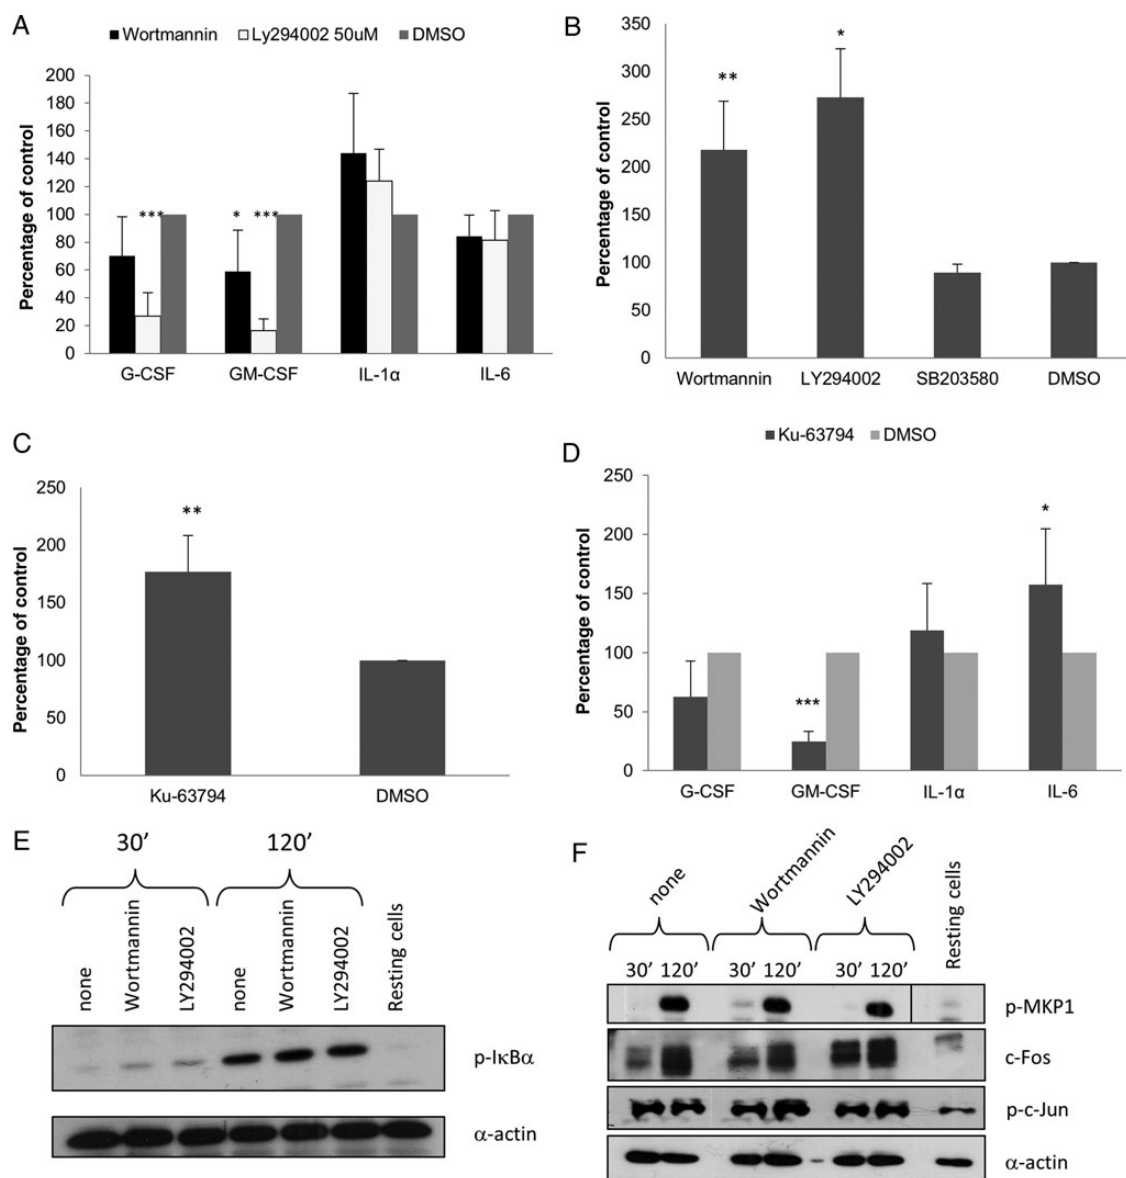 A
Wortmannin Ly294002 50uM DMSO
Percentage of control
200
180
160
140
120
100
80
60
40
20
0
*** * ***
G-CSF GM-CSF IL-1α IL-6
B
Percentage of control
350
300
250
200
150
100
50
0
** *
Wortmannin LY294002 SB203580 DMSO
C
Percentage of control
250
200
150
100
50
0
**
Ku-63794 DMSO
D
Ku-63794 DMSO
Percentage of control
250
200
150
100
50
0
*** *
G-CSF GM-CSF IL-1α IL-6
E
30’ 120’
none Wortmannin LY294002 none Wortmannin LY294002 Resting cells
p-IκBα
α-actin
F
none Wortmannin LY294002 Resting cells
30’ 120’ 30’ 120’ 30’ 120’
p-MKP1
c-Fos
p-c-Jun
α-actin